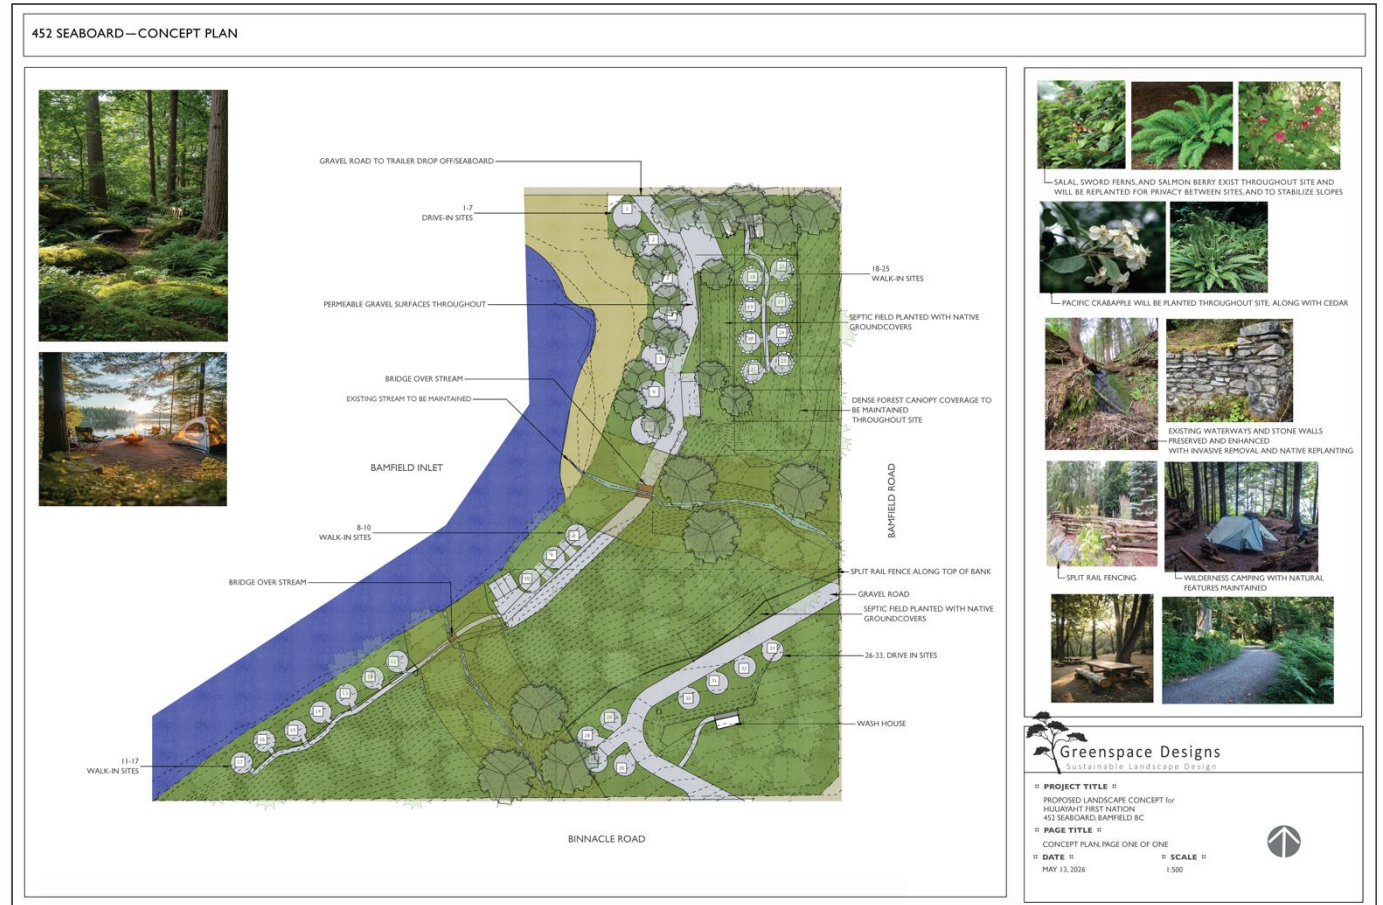 452 SEABOARD—CONCEPT PLAN
GRAVEL ROAD TO TRAILER DROP OFF/SEABOARD
1-7
DRIVE-IN SITES
18-25
WALK-IN SITES
PERMEABLE GRAVEL SURFACES THROUGHOUT
SEPTIC FIELD PLANTED WITH NATIVE
GROUNDCOVERS
BRIDGE OVER STREAM
EXISTING STREAM TO BE MAINTAINED
DENSE FOREST CANOPY COVERAGE TO
BE MAINTAINED
THROUGHOUT SITE
BAMFIELD INLET
BAMFIELD ROAD
8-10
WALK-IN SITES
BRIDGE OVER STREAM
SPLIT RAIL FENCE ALONG TOP OF BANK
GRAVEL ROAD
SEPTIC FIELD PLANTED WITH NATIVE
GROUNDCOVERS
26-33, DRIVE IN SITES
WASH HOUSE
11-17
WALK-IN SITES
BINNACLE ROAD
SALAL, SWORD FERNS, AND SALMON BERRY EXIST THROUGHOUT SITE AND
WILL BE REPLANTED FOR PRIVACY BETWEEN SITES, AND TO STABILIZE SLOPES
PACIFIC CRABAPPLE WILL BE PLANTED THROUGHOUT SITE, ALONG WITH CEDAR
EXISTING WATERWAYS AND STONE WALLS
PRESERVED AND ENHANCED
WITH INVASIVE REMOVAL AND NATIVE REPLANTING
SPLIT RAIL FENCING
WILDERNESS CAMPING WITH NATURAL
FEATURES MAINTAINED
Greenspace Designs
Sustainable Landscape Design
PROJECT TITLE
PROPOSED LANDSCAPE CONCEPT for
HUUAYAHT FIRST NATION
452 SEABOARD, BAMFIELD BC
PAGE TITLE
CONCEPT PLAN, PAGE ONE OF ONE
DATE
SCALE
MAY 13, 2026
1:500